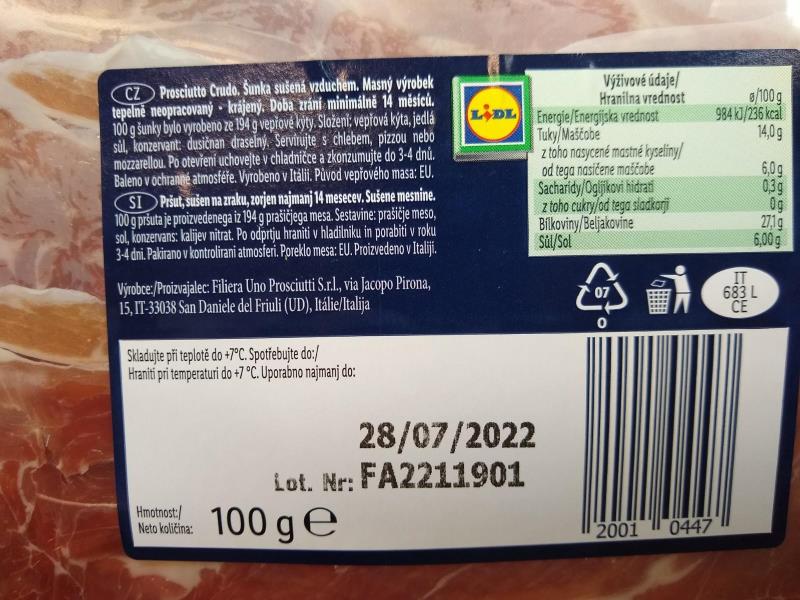 CZ Prosciutto Crudo. Šunka sušená vzduchem. Masný výrobek
tepelně neopracovaný - krájený. Doba zrání minimálně 14 měsíců.
100 g šunky bylo vyrobeno ze 194 g vepřové kýty. Složení: vepřová kýta, jedlá
sůl, konzervant: dusičnan draselný. Servírujte s chlebem, pizzou nebo
mozzarellou. Po otevření uchovejte v chladničce a zkonzumujte do 3-4 dnů.
Baleno v ochranné atmosféře. Vyrobeno v Itálii. Původ vepřového masa: EU.
SI Pršut, sušen na zraku, zorjen najmanj 14 mesecev. Sušene mesnine.
100 g pršuta je proizvedenega iz 194 g prašičjega mesa. Sestavine: prašičje meso,
sol, konzervans: kalijev nitrat. Po odprtju hraniti v hladilniku in porabiti v roku
3-4 dni. Pakirano v kontrolirani atmosferi. Poreklo mesa: EU. Proizvedeno v Italiji.
Výrobce:/Proizvajalec: Filiera Uno Prosciutti S.r.l., via Jacopo Pirona,
15, IT-33038 San Daniele del Friuli (UD), Itálie/Italija
LIDL
Výživové údaje/
Hranilna vrednost ø/100 g
Energie/Energijska vrednost 984 kJ/236 kcal
Tuky/Maščobe 14,0 g
z toho nasycené mastné kyseliny/
od tega nasičene maščobe 6,0 g
Sacharidy/Ogljikovi hidrati 0,3 g
z toho cukry/od tega sladkorji 0 g
Bílkoviny/Beljakovine 27,1 g
Sůl/Sol 6,00 g
07
O
IT
683 L
CE
Skladujte při teplotě do +7°C. Spotřebujte do:/
Hraniti pri temperaturi do +7 °C. Uporabno najmanj do:
28/07/2022
Lot. Nr: FA2211901
Hmotnost:/
Neto količina: 100 g e
2001 0447